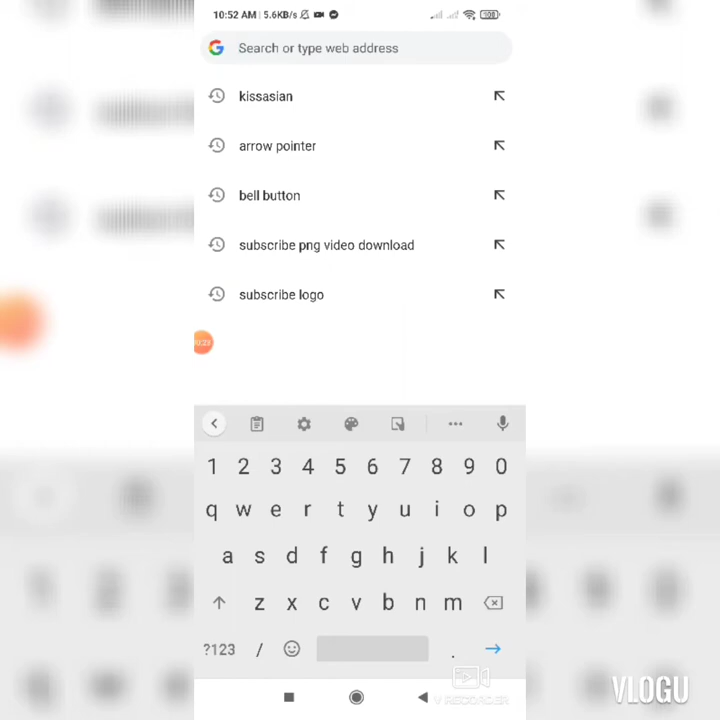 10:52 AM | 5.6KB/s
Search or type web address
kissasian
arrow pointer
bell button
subscribe png video download
subscribe logo
1 2 3 4 5 6 7 8 9 0
q w e r t y u i o p
a s d f g h j k l
z x c v b n m
?123 / .
V RECORDER
VLOGU